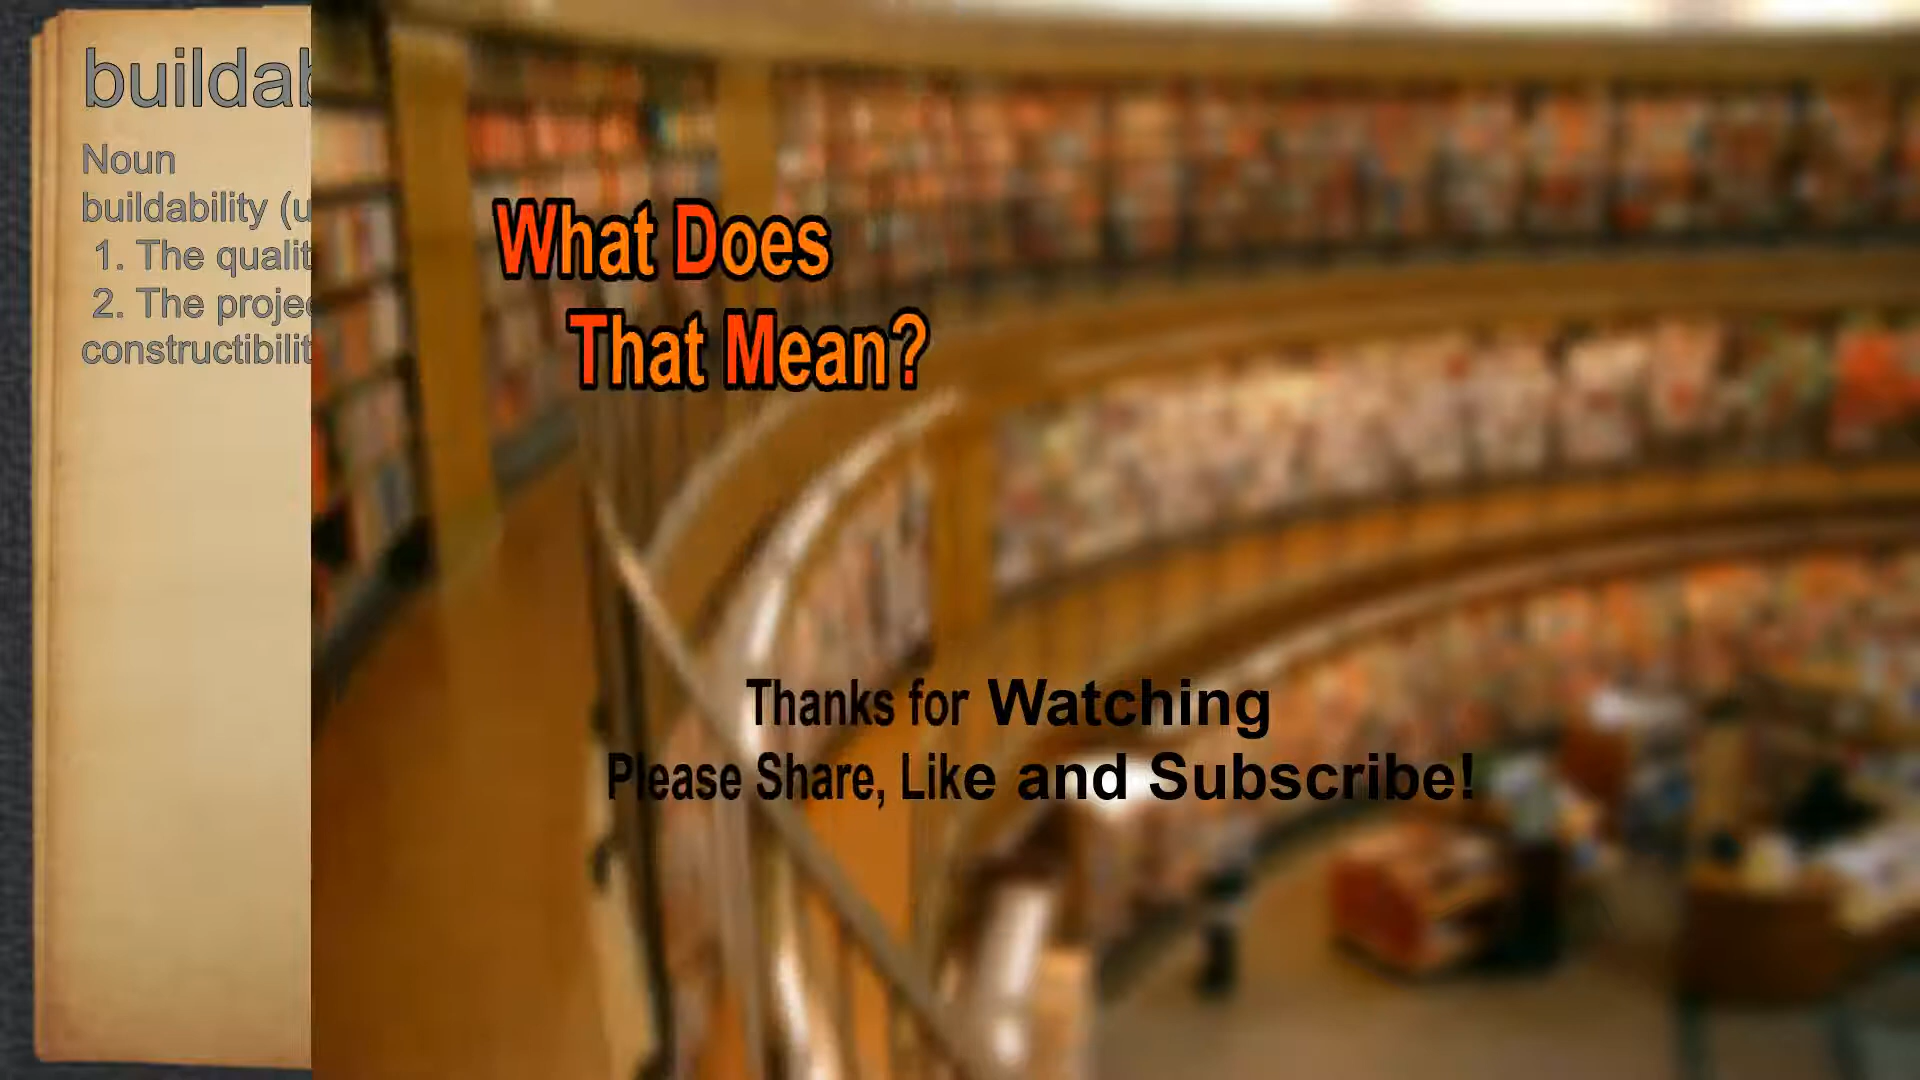 buildab
Noun
buildability (u
1. The qualit
2. The projec
constructibilit
What Does
That Mean?
Thanks for Watching
Please Share, Like and Subscribe!